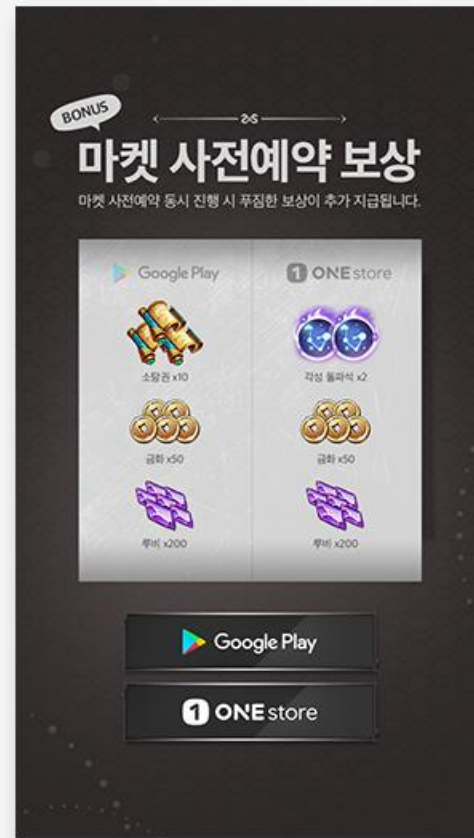 BONUS
마켓 사전예약 보상
마켓 사전예약 동시 진행 시 푸짐한 보상이 추가 지급됩니다.
Google Play
1 ONE store
소탕권 x10
각성 돌파석 x2
금화 x50
금화 x50
루비 x200
루비 x200
Google Play
1 ONE store